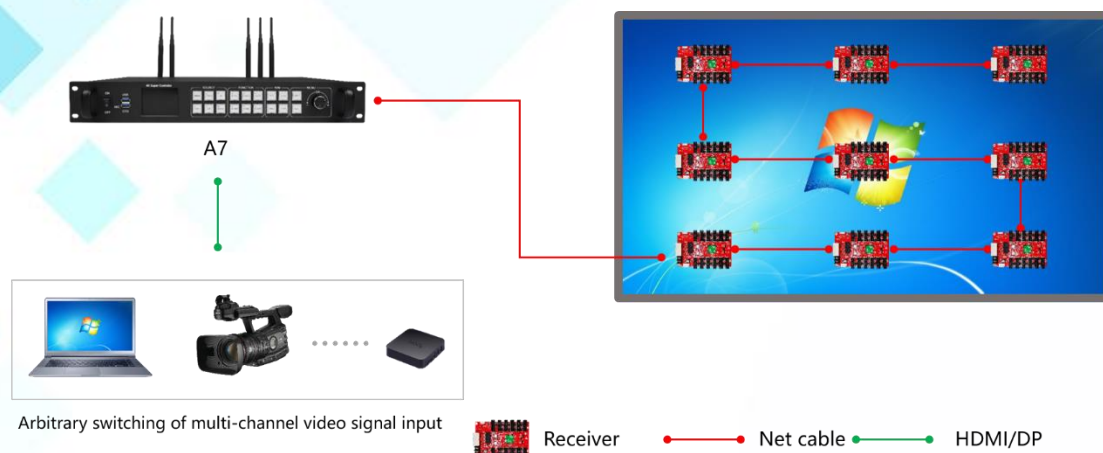 A7
Arbitrary switching of multi-channel video signal input
Receiver
Net cable
HDMI/DP